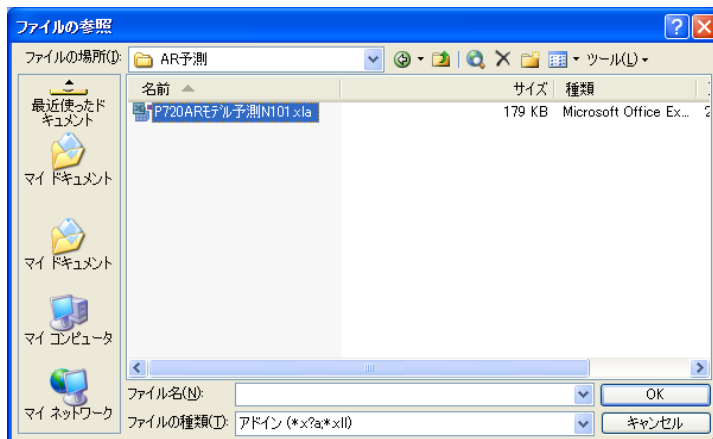 ファイルの参照
ファイルの場所(I): AR予測 ツール(L)
最近使ったドキュメント
マイ ドキュメント
マイ ドキュメント
マイ コンピュータ
マイ ネットワーク
名前 サイズ 種類
P720ARモデル予測N101.xla 179 KB Microsoft Office Ex... 2
ファイル名(N): OK
ファイルの種類(T): アドイン (*.x?a;*.xll) キャンセル